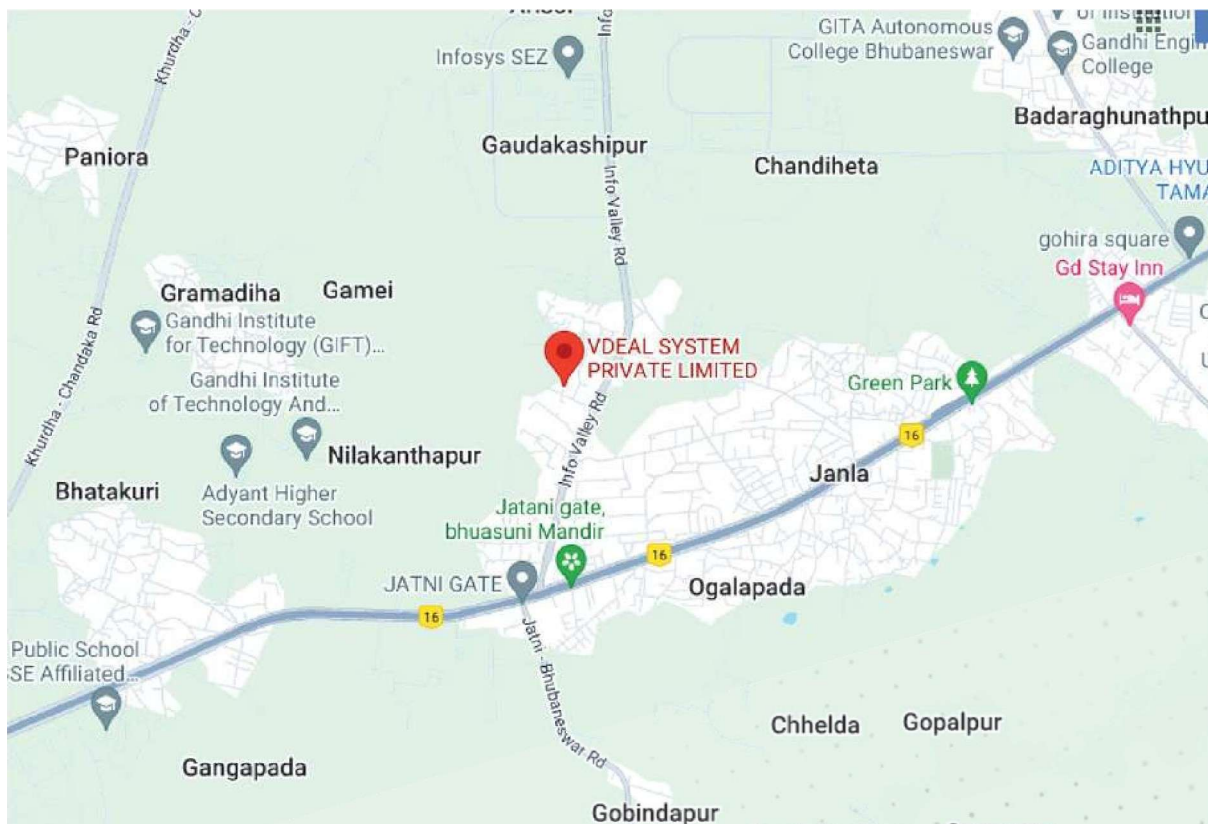 Infosys SEZ
GITA Autonomous
College Bhubaneswar
Gandhi Engin
College
Khurdha - C
Info
Paniora
Gaudakashipur
Chandiheta
Badaraghunathpu
ADITYA HYU
TAMA
Info Valley Rd
gohira square
Gd Stay Inn
Gramadiha
Gamei
Gandhi Institute
for Technology (GIFT)...
VDEAL SYSTEM
PRIVATE LIMITED
Green Park
Khurdha - Chandaka Rd
Gandhi Institute
of Technology And...
Info Valley Rd
16
Nilakanthapur
Janla
Bhatakuri
Adyant Higher
Secondary School
Jatani gate,
bhuasuni Mandir
16
JATNI GATE
Ogalapada
16
Jatni - Bhubaneswar Rd
Public School
SE Affiliated...
Chhelda
Gopalpur
Gangapada
Gobindapur